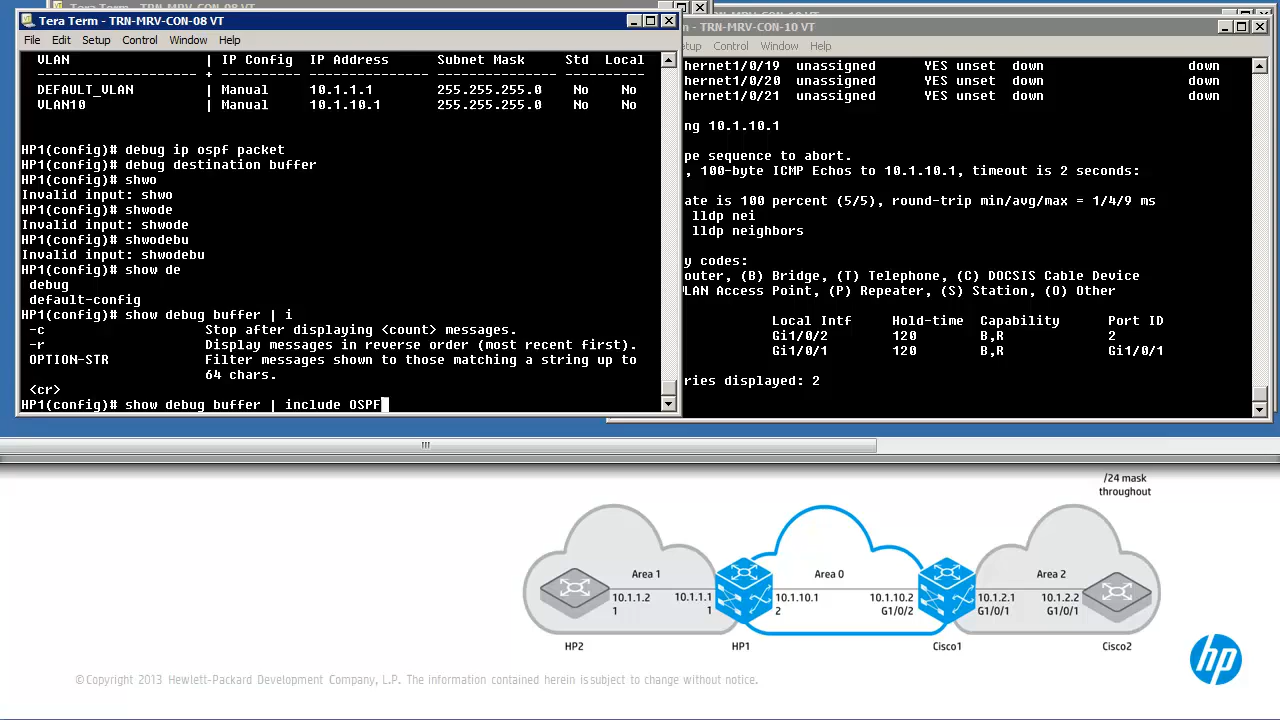 Tera Term - TRN-MRV-CON-08 VT
Tera Term - TRN-MRV-CON-08 VT
File Edit Setup Control Window Help
VLAN | IP Config IP Address Subnet Mask Std Local
-------------------- + ---------- --------------- --------------- ----------
DEFAULT_VLAN | Manual 10.1.1.1 255.255.255.0 No No
VLAN10 | Manual 10.1.10.1 255.255.255.0 No No
HP1(config)# debug ip ospf packet
HP1(config)# debug destination buffer
HP1(config)# shwo
Invalid input: shwo
HP1(config)# shwode
Invalid input: shwode
HP1(config)# shwodebu
Invalid input: shwodebu
HP1(config)# show de
debug
default-config
HP1(config)# show debug buffer | i
-c Stop after displaying <count> messages.
-r Display messages in reverse order (most recent first).
OPTION-STR Filter messages shown to those matching a string up to
64 chars.
<cr>
HP1(config)# show debug buffer | include OSPF
n - TRN-MRV-CON-10 VT
etup Control Window Help
hernet1/0/19 unassigned YES unset down down
hernet1/0/20 unassigned YES unset down down
hernet1/0/21 unassigned YES unset down down
ng 10.1.10.1
pe sequence to abort.
, 100-byte ICMP Echos to 10.1.10.1, timeout is 2 seconds:
ate is 100 percent (5/5), round-trip min/avg/max = 1/4/9 ms
lldp nei
lldp neighbors
y codes:
outer, (B) Bridge, (T) Telephone, (C) DOCSIS Cable Device
LAN Access Point, (P) Repeater, (S) Station, (O) Other
Local Intf Hold-time Capability Port ID
Gi1/0/2 120 B,R 2
Gi1/0/1 120 B,R Gi1/0/1
ries displayed: 2
/24 mask
throughout
Area 1
Area 0
Area 2
10.1.1.2
1
10.1.1.1
1
10.1.10.1
2
10.1.10.2
G1/0/2
10.1.2.1
G1/0/1
10.1.2.2
G1/0/1
HP2
HP1
Cisco1
Cisco2
hp
©Copyright 2013 Hewlett-Packard Development Company, L.P. The information contained herein is subject to change without notice.